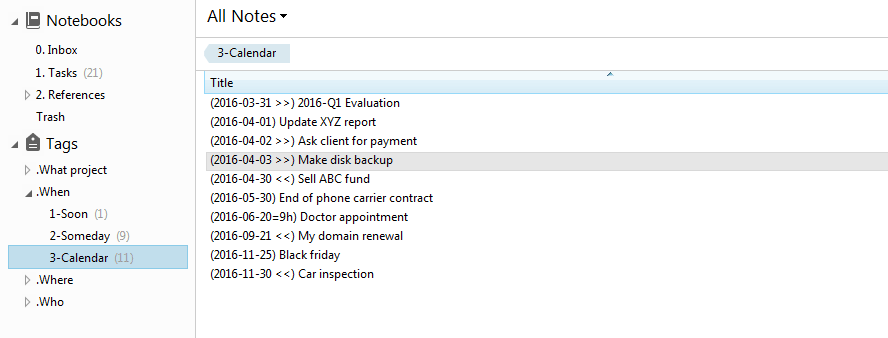 Notebooks
0. Inbox
1. Tasks (21)
2. References
Trash
Tags
.What project
.When
1-Soon (1)
2-Someday (9)
3-Calendar (11)
.Where
.Who
All Notes
3-Calendar
Title
(2016-03-31 >>) 2016-Q1 Evaluation
(2016-04-01) Update XYZ report
(2016-04-02 >>) Ask client for payment
(2016-04-03 >>) Make disk backup
(2016-04-30 <<) Sell ABC fund
(2016-05-30) End of phone carrier contract
(2016-06-20=9h) Doctor appointment
(2016-09-21 <<) My domain renewal
(2016-11-25) Black friday
(2016-11-30 <<) Car inspection